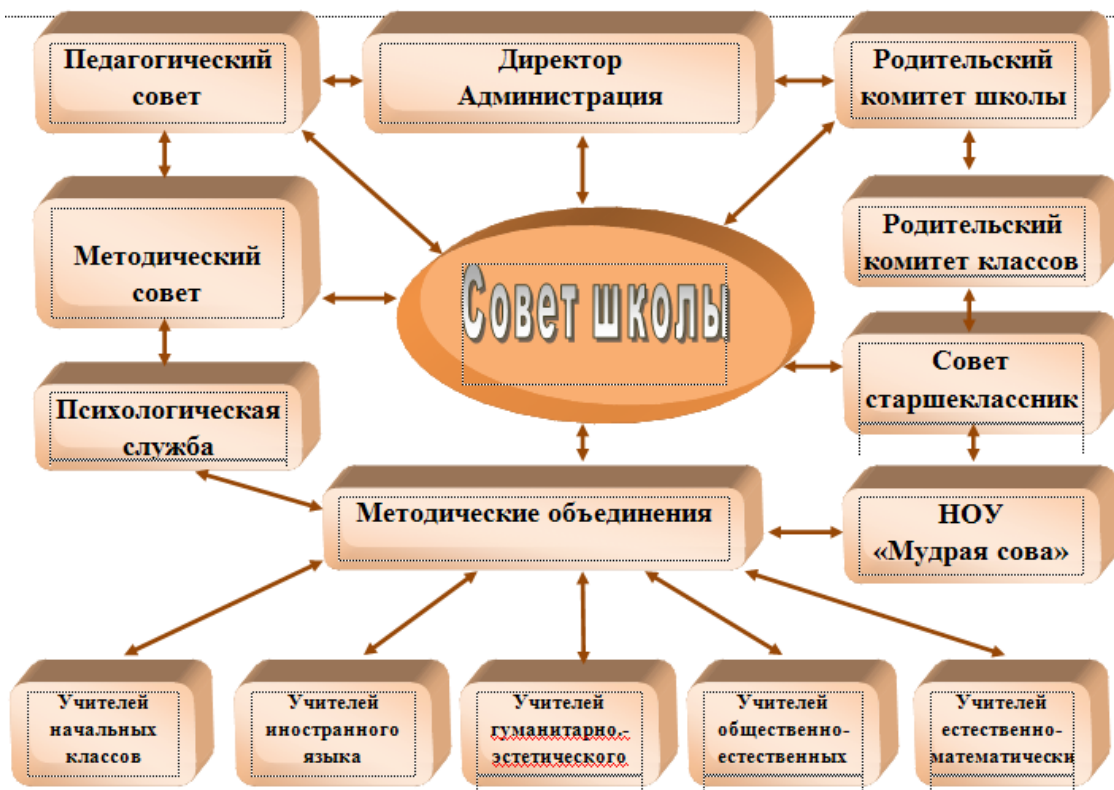 Педагогический
совет
Директор
Администрация
Родительский
комитет школы
Методический
совет
Совет школы
Родительский
комитет классов
Психологическая
служба
Совет
старшеклассник
Методические объединения
НОУ
«Мудрая сова»
Учителей
начальных
классов
Учителей
иностранного
языка
Учителей
гуманитарно.-
эстетического
Учителей
общественно-
естественных
Учителей
естественно-
математически